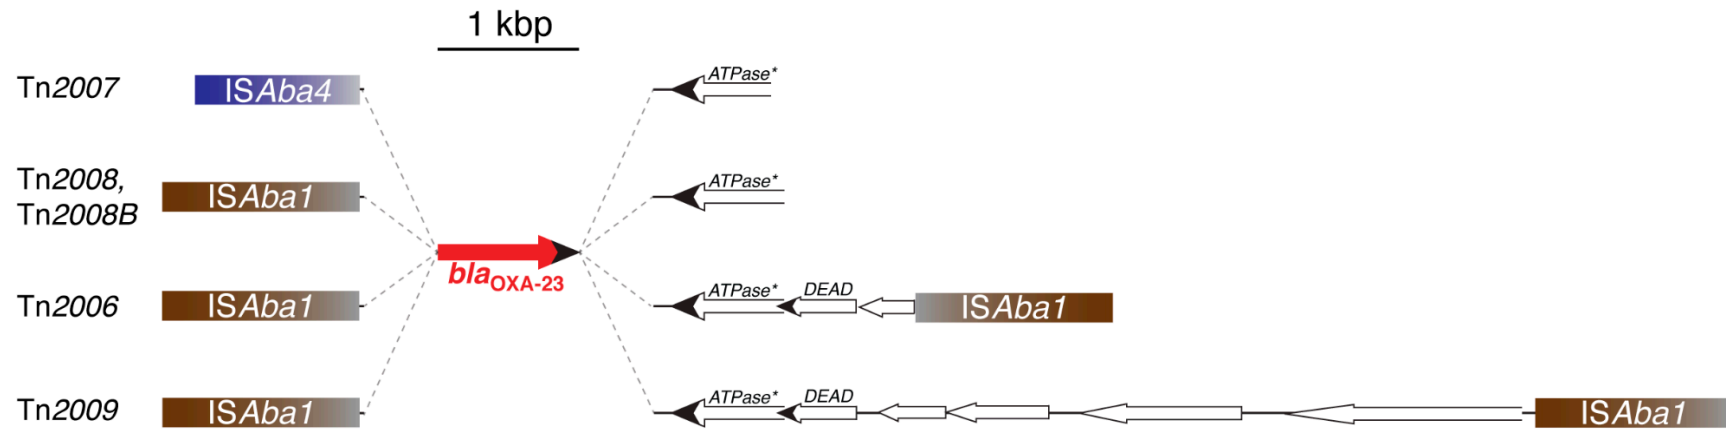 1 kbp
Tn2007
ISAba4
ATPase*
Tn2008,
Tn2008B
ISAba1
ATPase*
blaOXA-23
Tn2006
ISAba1
ATPase*
DEAD
ISAba1
Tn2009
ISAba1
ATPase*
DEAD
ISAba1